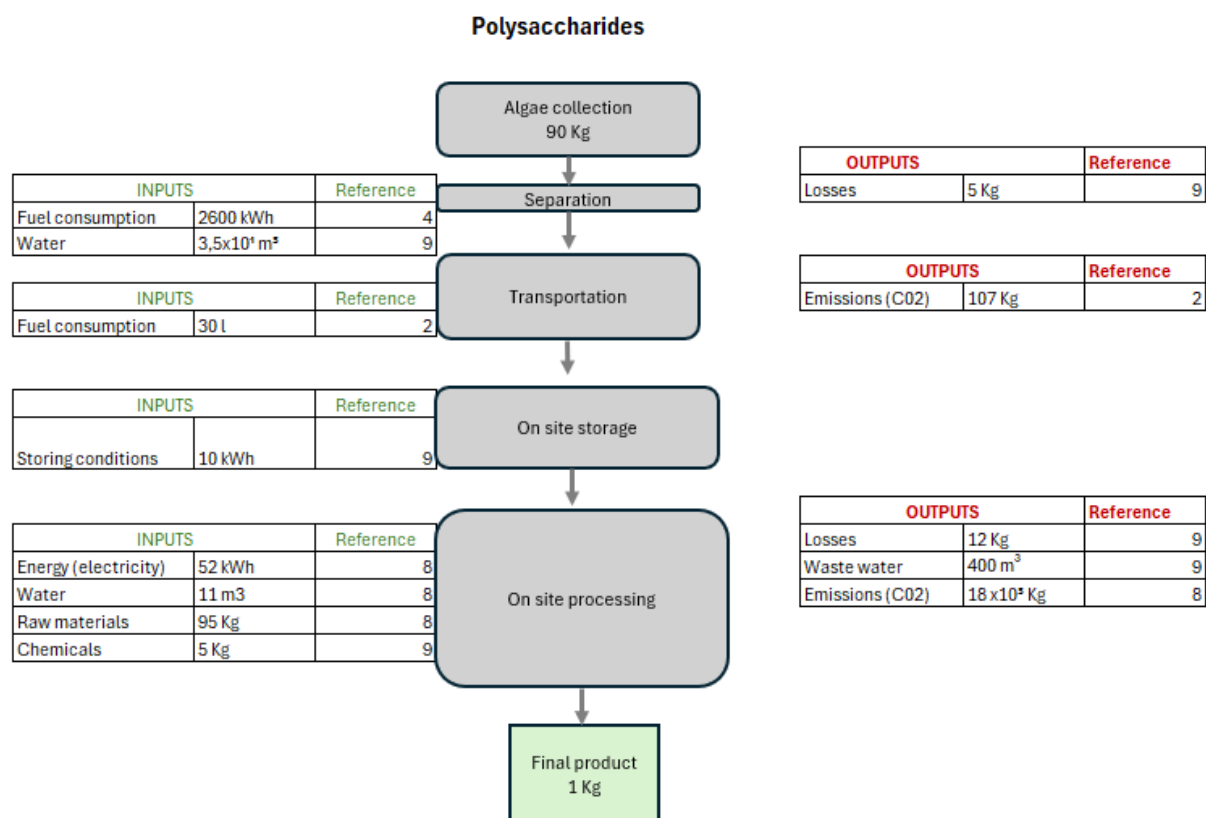 Polysaccharides
Algae collection
90 Kg
OUTPUTS Reference
Losses 5 Kg 9
Separation
INPUTS Reference
Fuel consumption 2600 kWh 4
Water 9
Transportation
OUTPUTS Reference
Emissions (C02) 107 Kg 2
INPUTS Reference
Fuel consumption 30 l 2
On site storage
INPUTS Reference
Storing conditions 10 kWh 9
On site processing
INPUTS Reference
Energy (electricity) 52 kWh 8
Water 11 m3 8
Raw materials 95 Kg 8
Chemicals 5 Kg 9
OUTPUTS Reference
Losses 12 Kg 9
Waste water 400 m³ 9
Emissions (C02) 18 Kg 8
Final product
1 Kg